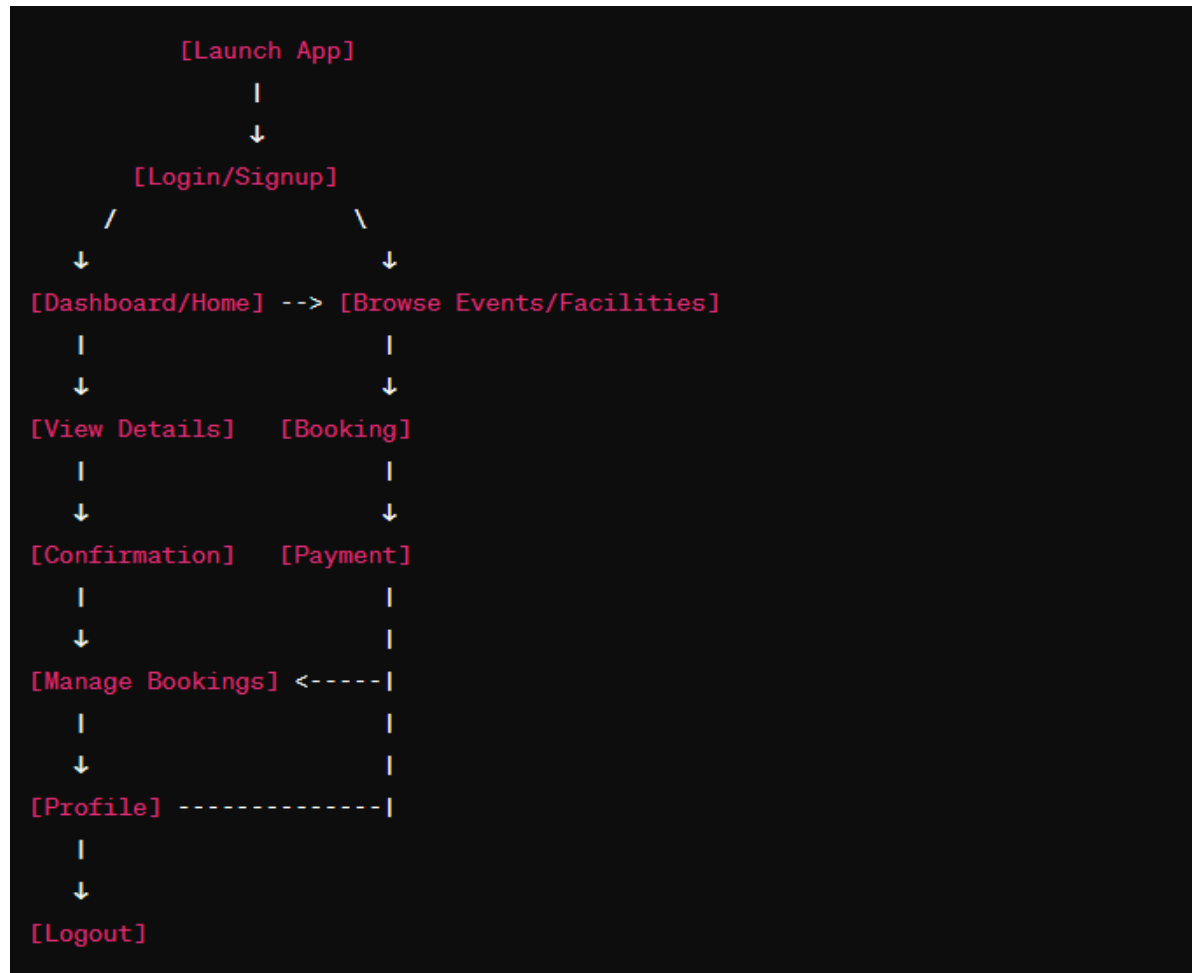 [Launch App]
|
↓
[Login/Signup]
/ \
↓ ↓
[Dashboard/Home] --> [Browse Events/Facilities]
| |
↓ ↓
[View Details] [Booking]
| |
↓ ↓
[Confirmation] [Payment]
| |
↓ |
[Manage Bookings] <-----|
| |
↓ |
[Profile] --------------|
|
↓
[Logout]